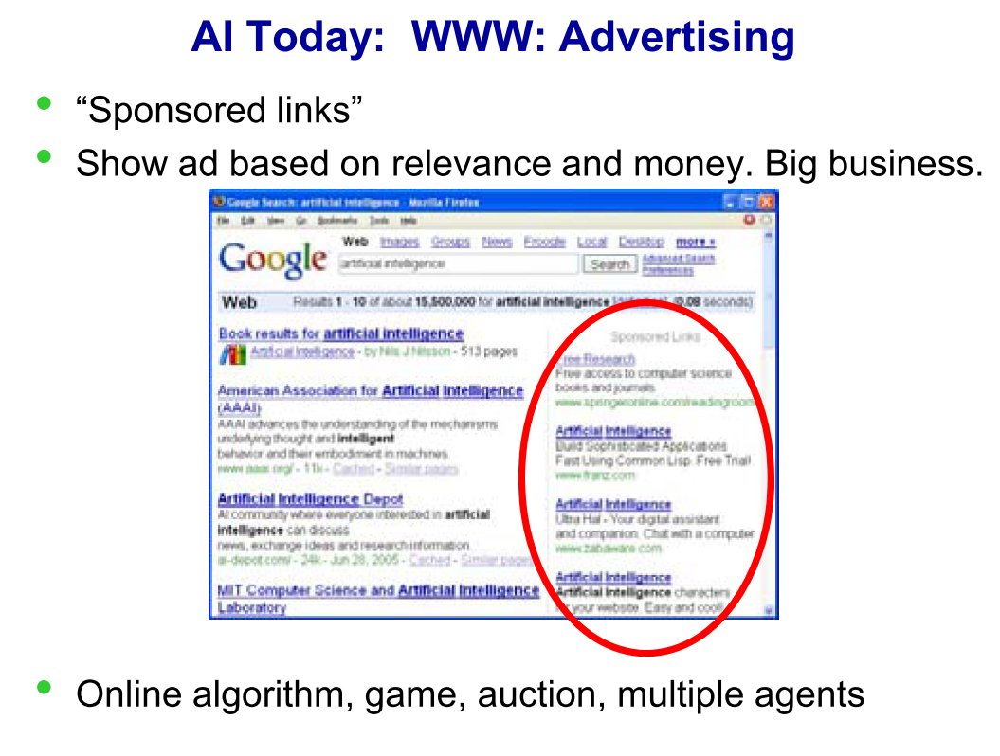 AI Today: WWW: Advertising
• “Sponsored links”
• Show ad based on relevance and money. Big business.
Google Search: artificial intelligence - Mozilla Firefox
File Edit View Go Bookmarks Tools Help
Web Images Groups News Froogle Local Desktop more »
Google
artificial intelligence Search Advanced Search
Preferences
Web Results 1 - 10 of about 15,500,000 for artificial intelligence (0.08 seconds)
Book results for artificial intelligence
Artificial Intelligence - by Nils J Nilsson - 513 pages
American Association for Artificial Intelligence
(AAAI)
AAAI advances the understanding of the mechanisms
underlying thought and intelligent
behavior and their embodiment in machines.
www.aaai.org/ - 11k - Cached - Similar pages
Artificial Intelligence Depot
AI community where everyone interested in artificial
intelligence can discuss
news, exchange ideas and research information.
ai-depot.com/ - 24k - Jun 28, 2005 - Cached - Similar pages
MIT Computer Science and Artificial Intelligence
Laboratory
Sponsored Links
Free Research
Free access to computer science
books and journals
www.springeronline.com/readingroom
Artificial Intelligence
Build Sophisticated Applications
Fast Using Common Lisp. Free Trial!
www.franz.com
Artificial Intelligence
Ultra Hal - Your digital assistant
and companion. Chat with a computer
www.zabaware.com
Artificial Intelligence
Artificial Intelligence characters
for your website. Easy and cool!
• Online algorithm, game, auction, multiple agents